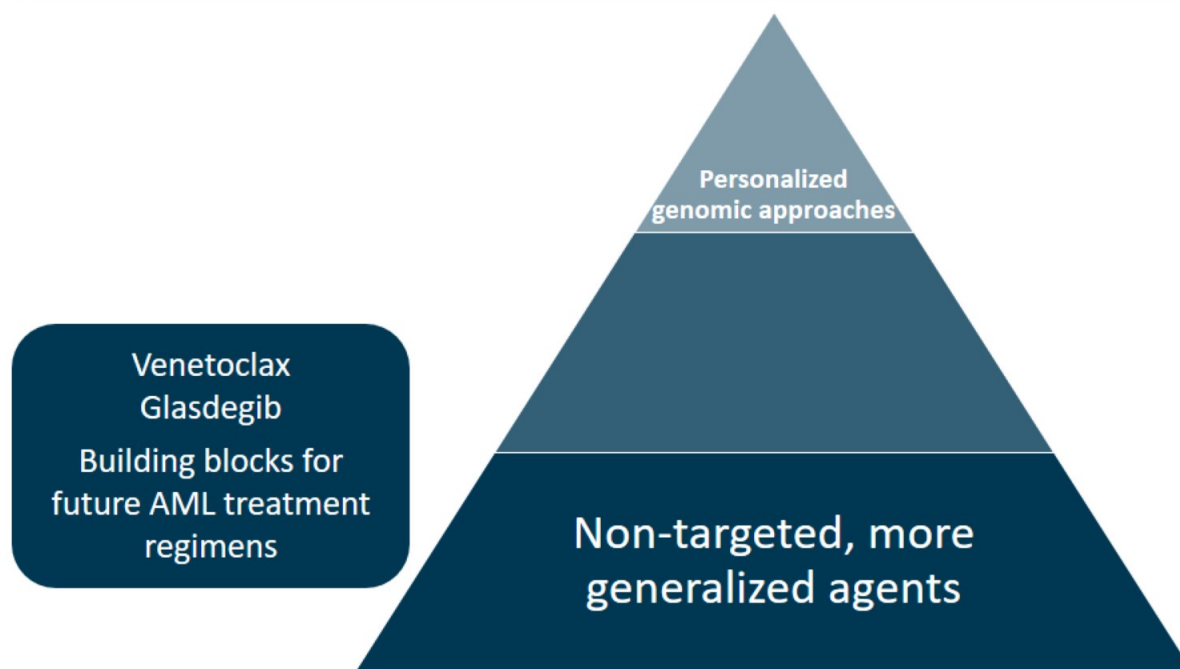 Personalized
genomic approaches
Venetoclax
Glasdegib
Building blocks for
future AML treatment
regimens
Non-targeted, more
generalized agents